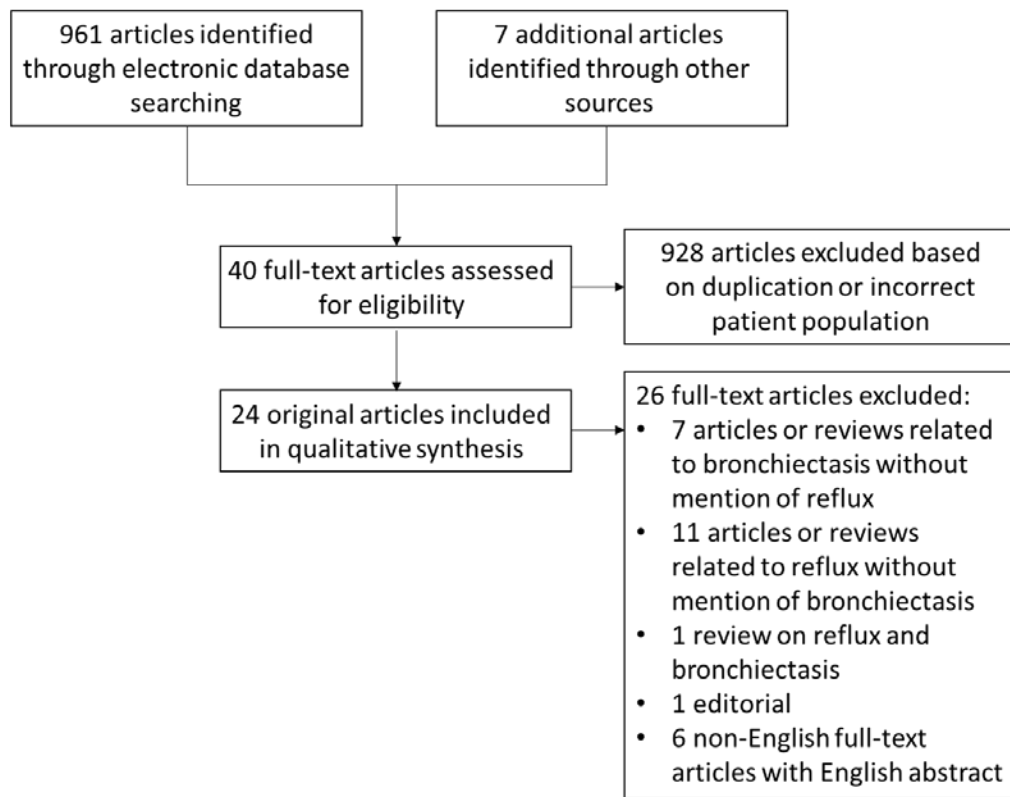 961 articles identified
through electronic database
searching
7 additional articles
identified through other
sources
40 full-text articles assessed
for eligibility
928 articles excluded based
on duplication or incorrect
patient population
24 original articles included
in qualitative synthesis
26 full-text articles excluded:
• 7 articles or reviews related
to bronchiectasis without
mention of reflux
• 11 articles or reviews
related to reflux without
mention of bronchiectasis
• 1 review on reflux and
bronchiectasis
• 1 editorial
• 6 non-English full-text
articles with English abstract